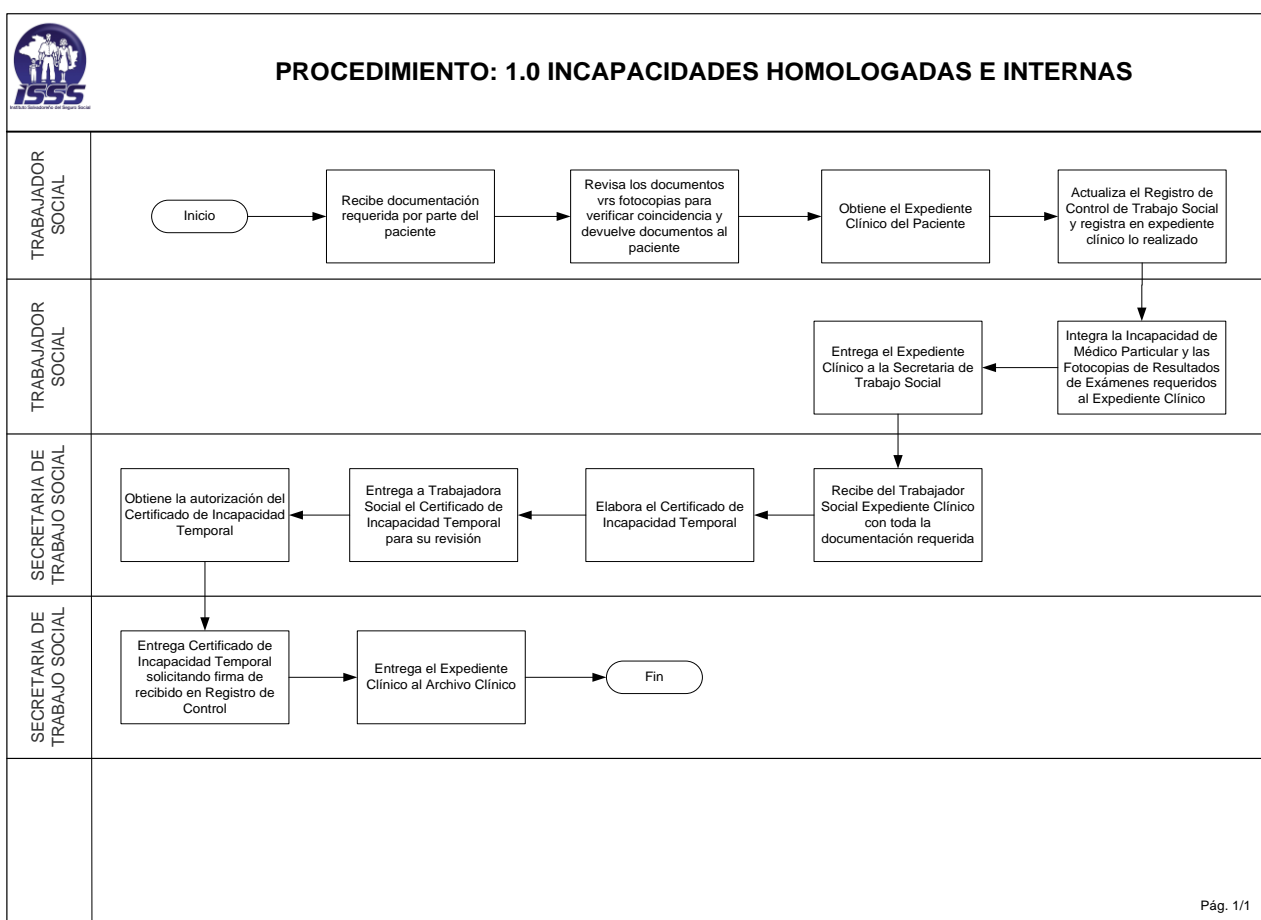 ISSS
Instituto Salvadoreño del Seguro Social
PROCEDIMIENTO: 1.0 INCAPACIDADES HOMOLOGADAS E INTERNAS
TRABAJADOR
SOCIAL
Inicio
Recibe documentación
requerida por parte del
paciente
Revisa los documentos
vrs fotocopias para
verificar coincidencia y
devuelve documentos al
paciente
Obtiene el Expediente
Clínico del Paciente
Actualiza el Registro de
Control de Trabajo Social
y registra en expediente
clínico lo realizado
TRABAJADOR
SOCIAL
Integra la Incapacidad de
Médico Particular y las
Fotocopias de Resultados
de Exámenes requeridos
al Expediente Clínico
Entrega el Expediente
Clínico a la Secretaria de
Trabajo Social
SECRETARIA DE
TRABAJO SOCIAL
Recibe del Trabajador
Social Expediente Clínico
con toda la
documentación requerida
Elabora el Certificado de
Incapacidad Temporal
Entrega a Trabajadora
Social el Certificado de
Incapacidad Temporal
para su revisión
Obtiene la autorización del
Certificado de Incapacidad
Temporal
SECRETARIA DE
TRABAJO SOCIAL
Entrega Certificado de
Incapacidad Temporal
solicitando firma de
recibido en Registro de
Control
Entrega el Expediente
Clínico al Archivo Clínico
Fin
Pág. 1/1